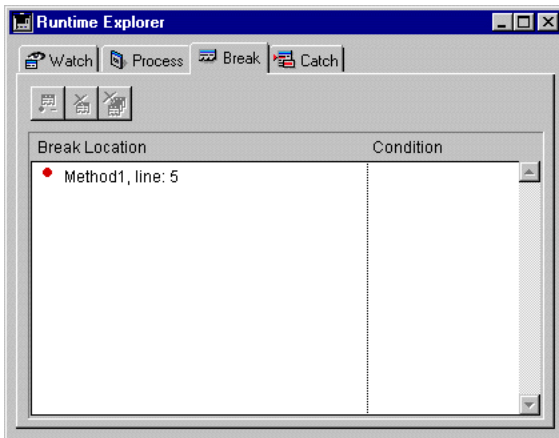 Runtime Explorer
Watch Process Break Catch
Break Location Condition
Method1, line: 5